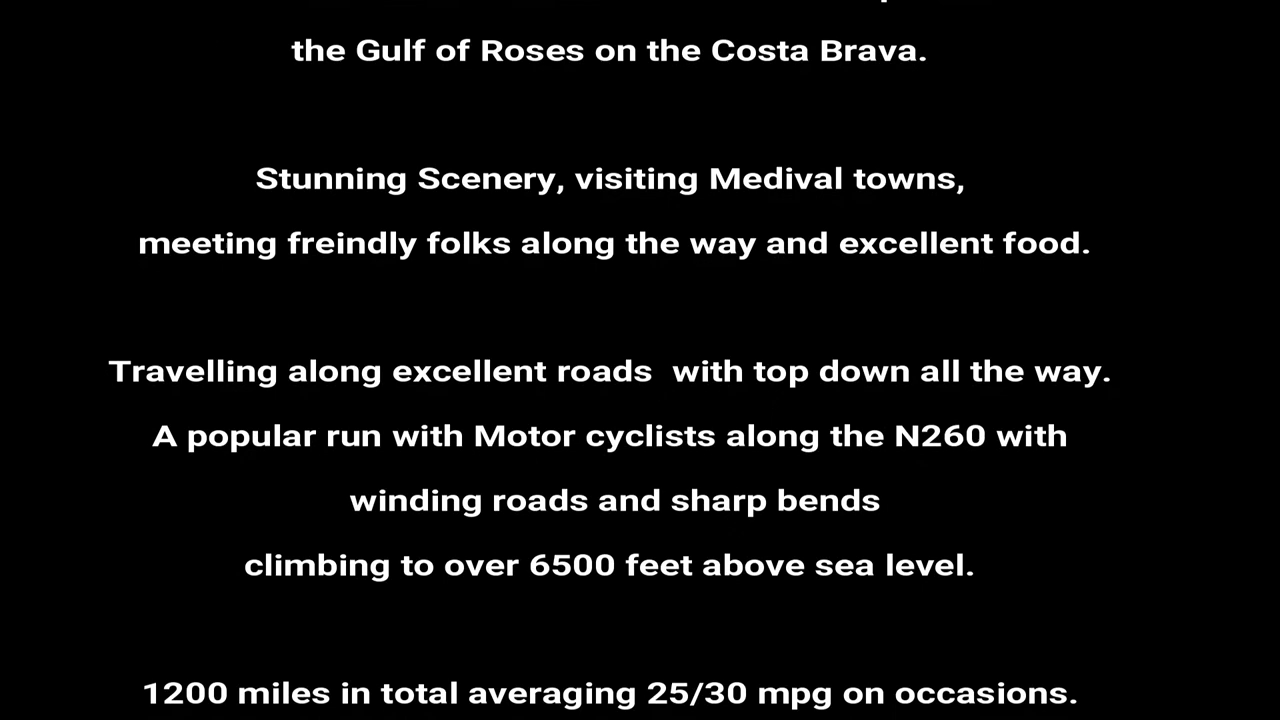 the Gulf of Roses on the Costa Brava.
Stunning Scenery, visiting Medival towns,
meeting freindly folks along the way and excellent food.
Travelling along excellent roads  with top down all the way.
A popular run with Motor cyclists along the N260 with
winding roads and sharp bends
climbing to over 6500 feet above sea level.
1200 miles in total averaging 25/30 mpg on occasions.